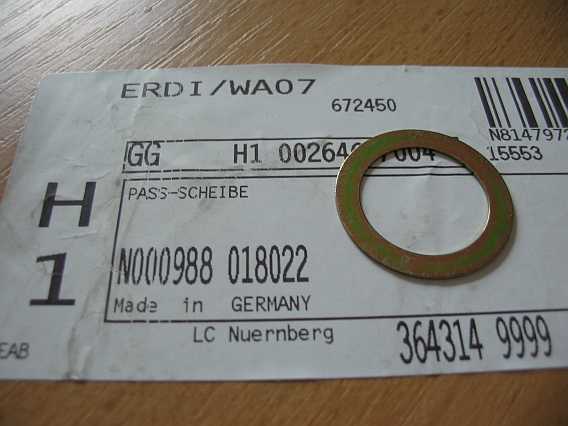 ERDI/WA07
672450
N8147972
15553
GG H1 00264 7004
PASS-SCHEIBE
H
1
N000988 018022
Made in GERMANY
LC Nuernberg
364314 9999
EAB